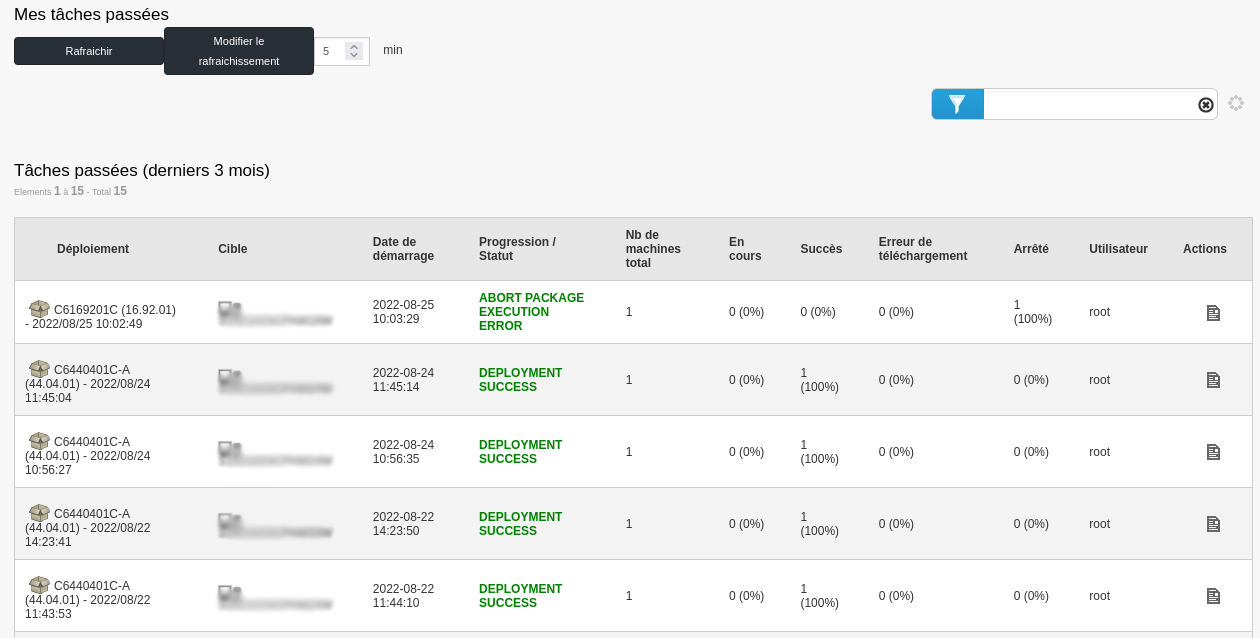 Mes tâches passées
Rafraichir
Modifier le
rafraichissement
5
min
Tâches passées (derniers 3 mois)
Elements 1 à 15 - Total 15
Déploiement
Cible
Date de
démarrage
Progression /
Statut
Nb de
machines
total
En
cours
Succès
Erreur de
téléchargement
Arrêté
Utilisateur
Actions
C6169201C (16.92.01)
- 2022/08/25 10:02:49
2022-08-25
10:03:29
ABORT PACKAGE
EXECUTION
ERROR
1
0 (0%)
0 (0%)
0 (0%)
1
(100%)
root
C6440401C-A
(44.04.01) - 2022/08/24
11:45:04
2022-08-24
11:45:14
DEPLOYMENT
SUCCESS
1
0 (0%)
1
(100%)
0 (0%)
0 (0%)
root
C6440401C-A
(44.04.01) - 2022/08/24
10:56:27
2022-08-24
10:56:35
DEPLOYMENT
SUCCESS
1
0 (0%)
1
(100%)
0 (0%)
0 (0%)
root
C6440401C-A
(44.04.01) - 2022/08/22
14:23:41
2022-08-22
14:23:50
DEPLOYMENT
SUCCESS
1
0 (0%)
1
(100%)
0 (0%)
0 (0%)
root
C6440401C-A
(44.04.01) - 2022/08/22
11:43:53
2022-08-22
11:44:10
DEPLOYMENT
SUCCESS
1
0 (0%)
1
(100%)
0 (0%)
0 (0%)
root